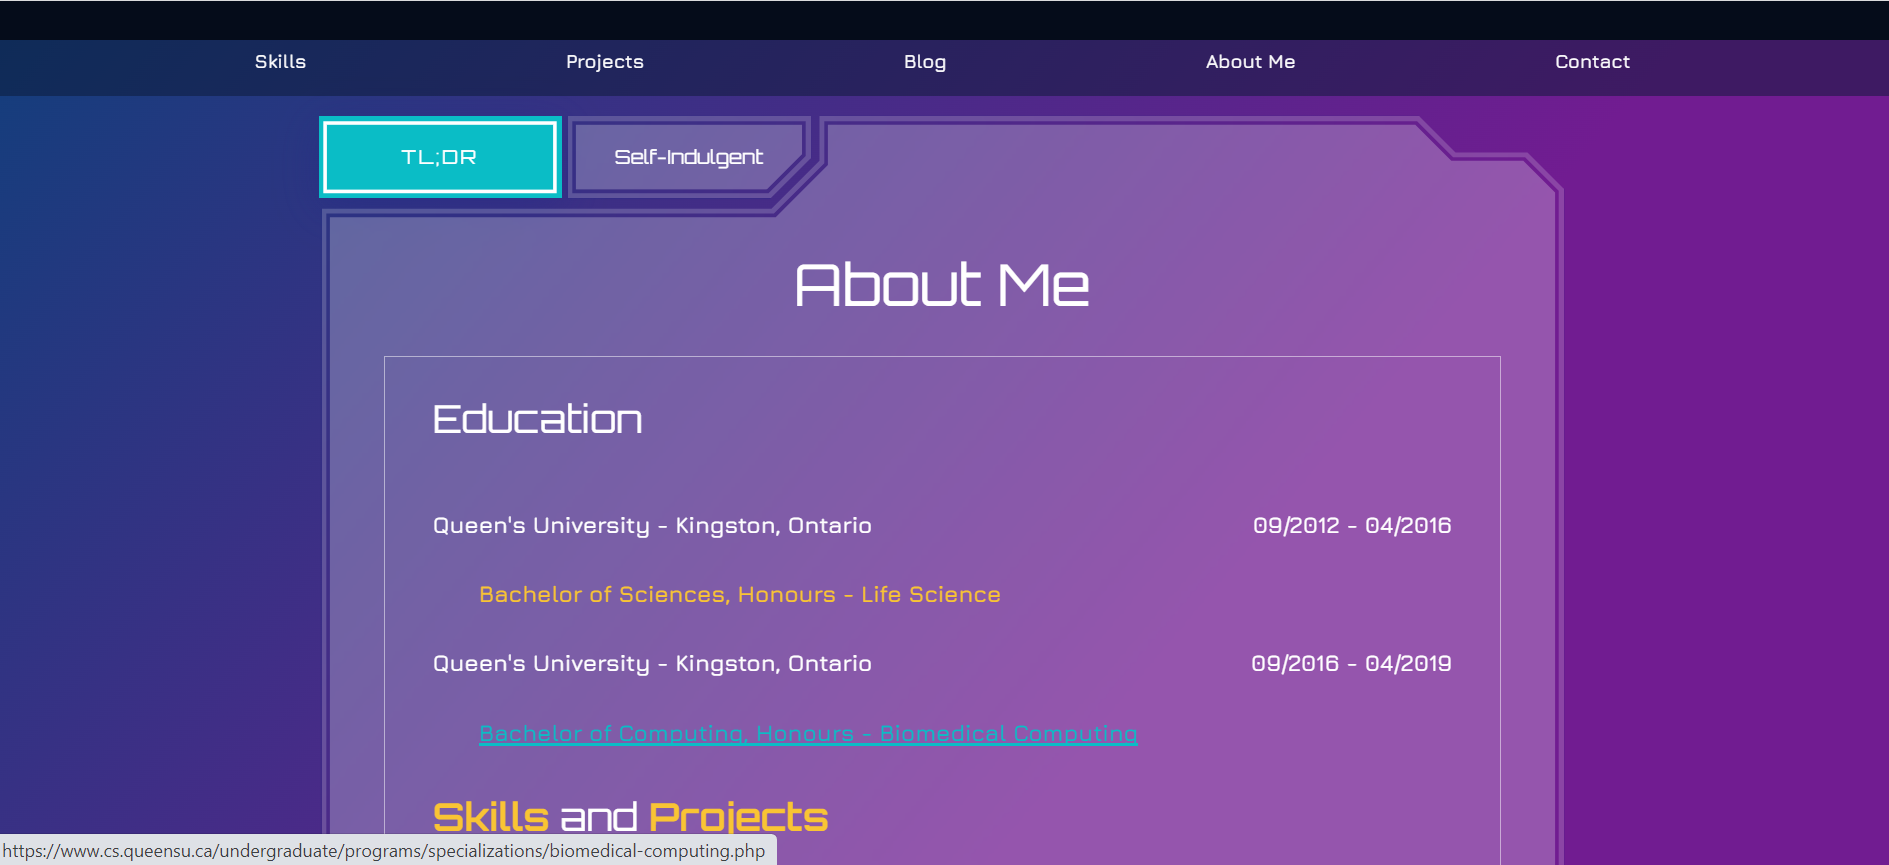 Skills Projects Blog About Me Contact
TL;DR Self-Indulgent
About Me
Education
Queen's University - Kingston, Ontario 09/2012 - 04/2016
Bachelor of Sciences, Honours - Life Science
Queen's University - Kingston, Ontario 09/2016 - 04/2019
Bachelor of Computing, Honours - Biomedical Computing
Skills and Projects
https://www.cs.queensu.ca/undergraduate/programs/specializations/biomedical-computing.php